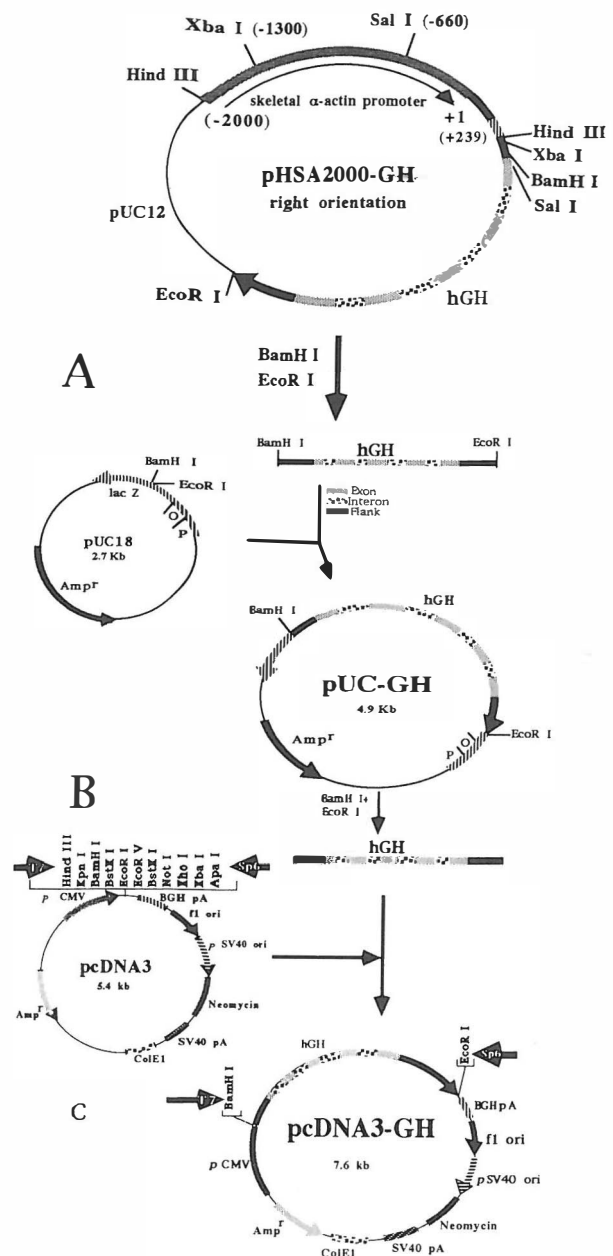 Xba I (-1300)
Sal I (-660)
Hind III
skeletal α-actin promoter
(-2000)
+1
(+239)
Hind III
Xba I
BamH I
Sal I
pHSA2000-GH
right orientation
pUC12
EcoR I
hGH
A
BamH I
EcoR I
BamH I
hGH
EcoR I
BamH I
EcoR I
lac Z
O
P
pUC18
2.7 Kb
Amp r
Exon
Interon
Flank
BamH I
hGH
pUC-GH
4.9 Kb
Amp r
P
O
EcoR I
B
BamH I+
EcoR I
hGH
T7
Hind III
Kpn I
BamH I
BstX I
EcoRI
EcoR V
BstX I
Not I
Xho I
Xba I
Apa I
Sp6
P CMV
BGH pA
f1 ori
P SV40 ori
pcDNA3
5.4 kb
Neomycin
Amp r
SV40 pA
ColE1
C
T7
BamH I
hGH
EcoR I
Sp6
BGHpA
pcDNA3-GH
7.6 kb
f1 ori
p CMV
pSV40 ori
Neomycin
Amp r
ColE1
SV40 pA